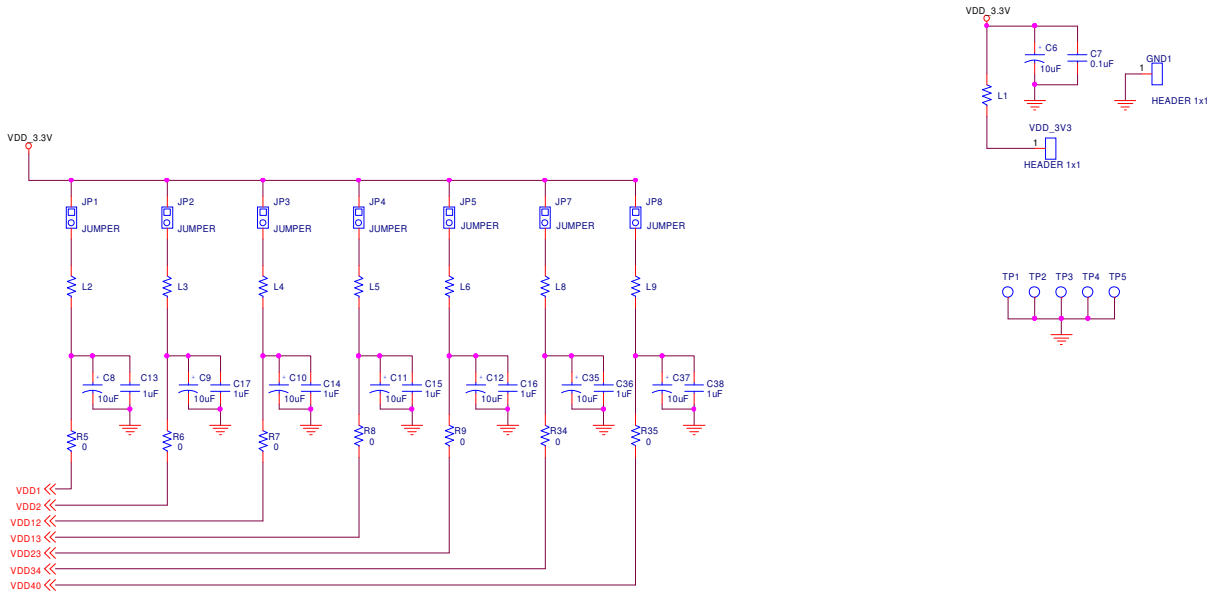 VDD_3.3V
C6
10uF
C7
0.1uF
L1
VDD_3V3
1
HEADER 1x1
GND1
1
HEADER 1x1
VDD_3.3V
JP1
JUMPER
JP2
JUMPER
JP3
JUMPER
JP4
JUMPER
JP5
JUMPER
JP7
JUMPER
JP8
JUMPER
L2
L3
L4
L5
L6
L8
L9
TP1 TP2 TP3 TP4 TP5
+ C8
10uF
C13
1uF
+ C9
10uF
C17
1uF
+ C10
10uF
C14
1uF
+ C11
10uF
C15
1uF
+ C12
10uF
C16
1uF
+ C35
10uF
C36
1uF
+ C37
10uF
C38
1uF
R5
0
R6
0
R7
0
R8
0
R9
0
R34
0
R35
0
VDD1
VDD2
VDD12
VDD13
VDD23
VDD34
VDD40